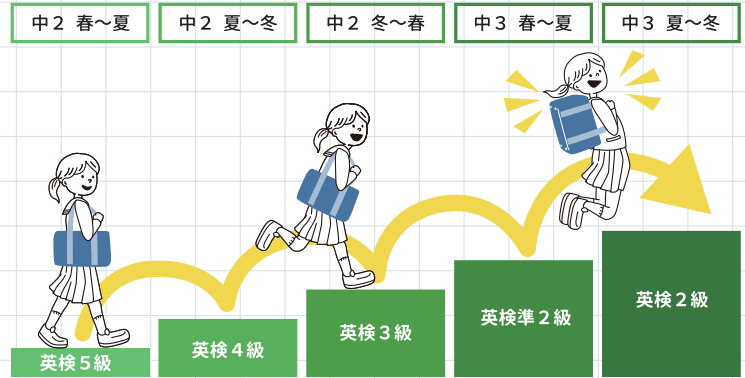 中２ 春〜夏
中２ 夏〜冬
中２ 冬〜春
中３ 春〜夏
中３ 夏〜冬
英検５級
英検４級
英検３級
英検準２級
英検２級